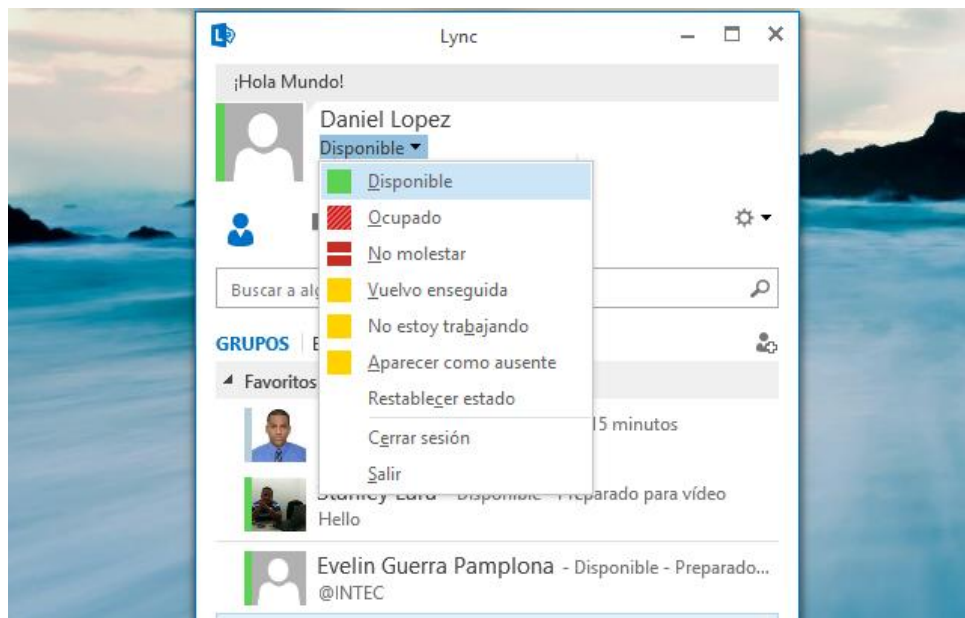 Lync
¡Hola Mundo!
Daniel Lopez
Disponible
Disponible
Ocupado
No molestar
Vuelvo enseguida
No estoy trabajando
Aparecer como ausente
Restablecer estado
Cerrar sesión
Salir
Buscar a
GRUPOS
Favoritos
15 minutos
Stanley Lara - Disponible - Preparado para vídeo
Hello
Evelin Guerra Pamplona - Disponible - Preparado...
@INTEC